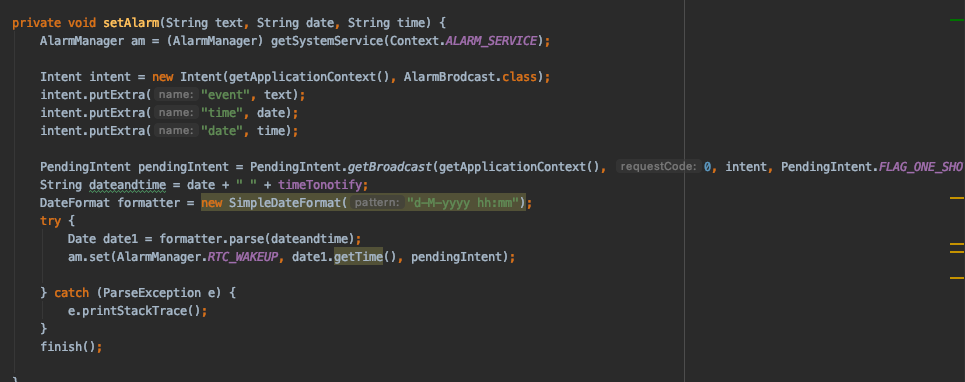 private void setAlarm(String text, String date, String time) {
AlarmManager am = (AlarmManager) getSystemService(Context.ALARM_SERVICE);
Intent intent = new Intent(getApplicationContext(), AlarmBrodcast.class);
intent.putExtra( name: "event", text);
intent.putExtra( name: "time", date);
intent.putExtra( name: "date", time);
PendingIntent pendingIntent = PendingIntent.getBroadcast(getApplicationContext(), requestCode: 0, intent, PendingIntent.FLAG_ONE_SHO
String dateandtime = date + " " + timeTonotify;
DateFormat formatter = new SimpleDateFormat( pattern: "d-M-yyyy hh:mm");
try {
Date date1 = formatter.parse(dateandtime);
am.set(AlarmManager.RTC_WAKEUP, date1.getTime(), pendingIntent);
} catch (ParseException e) {
e.printStackTrace();
}
finish();
}